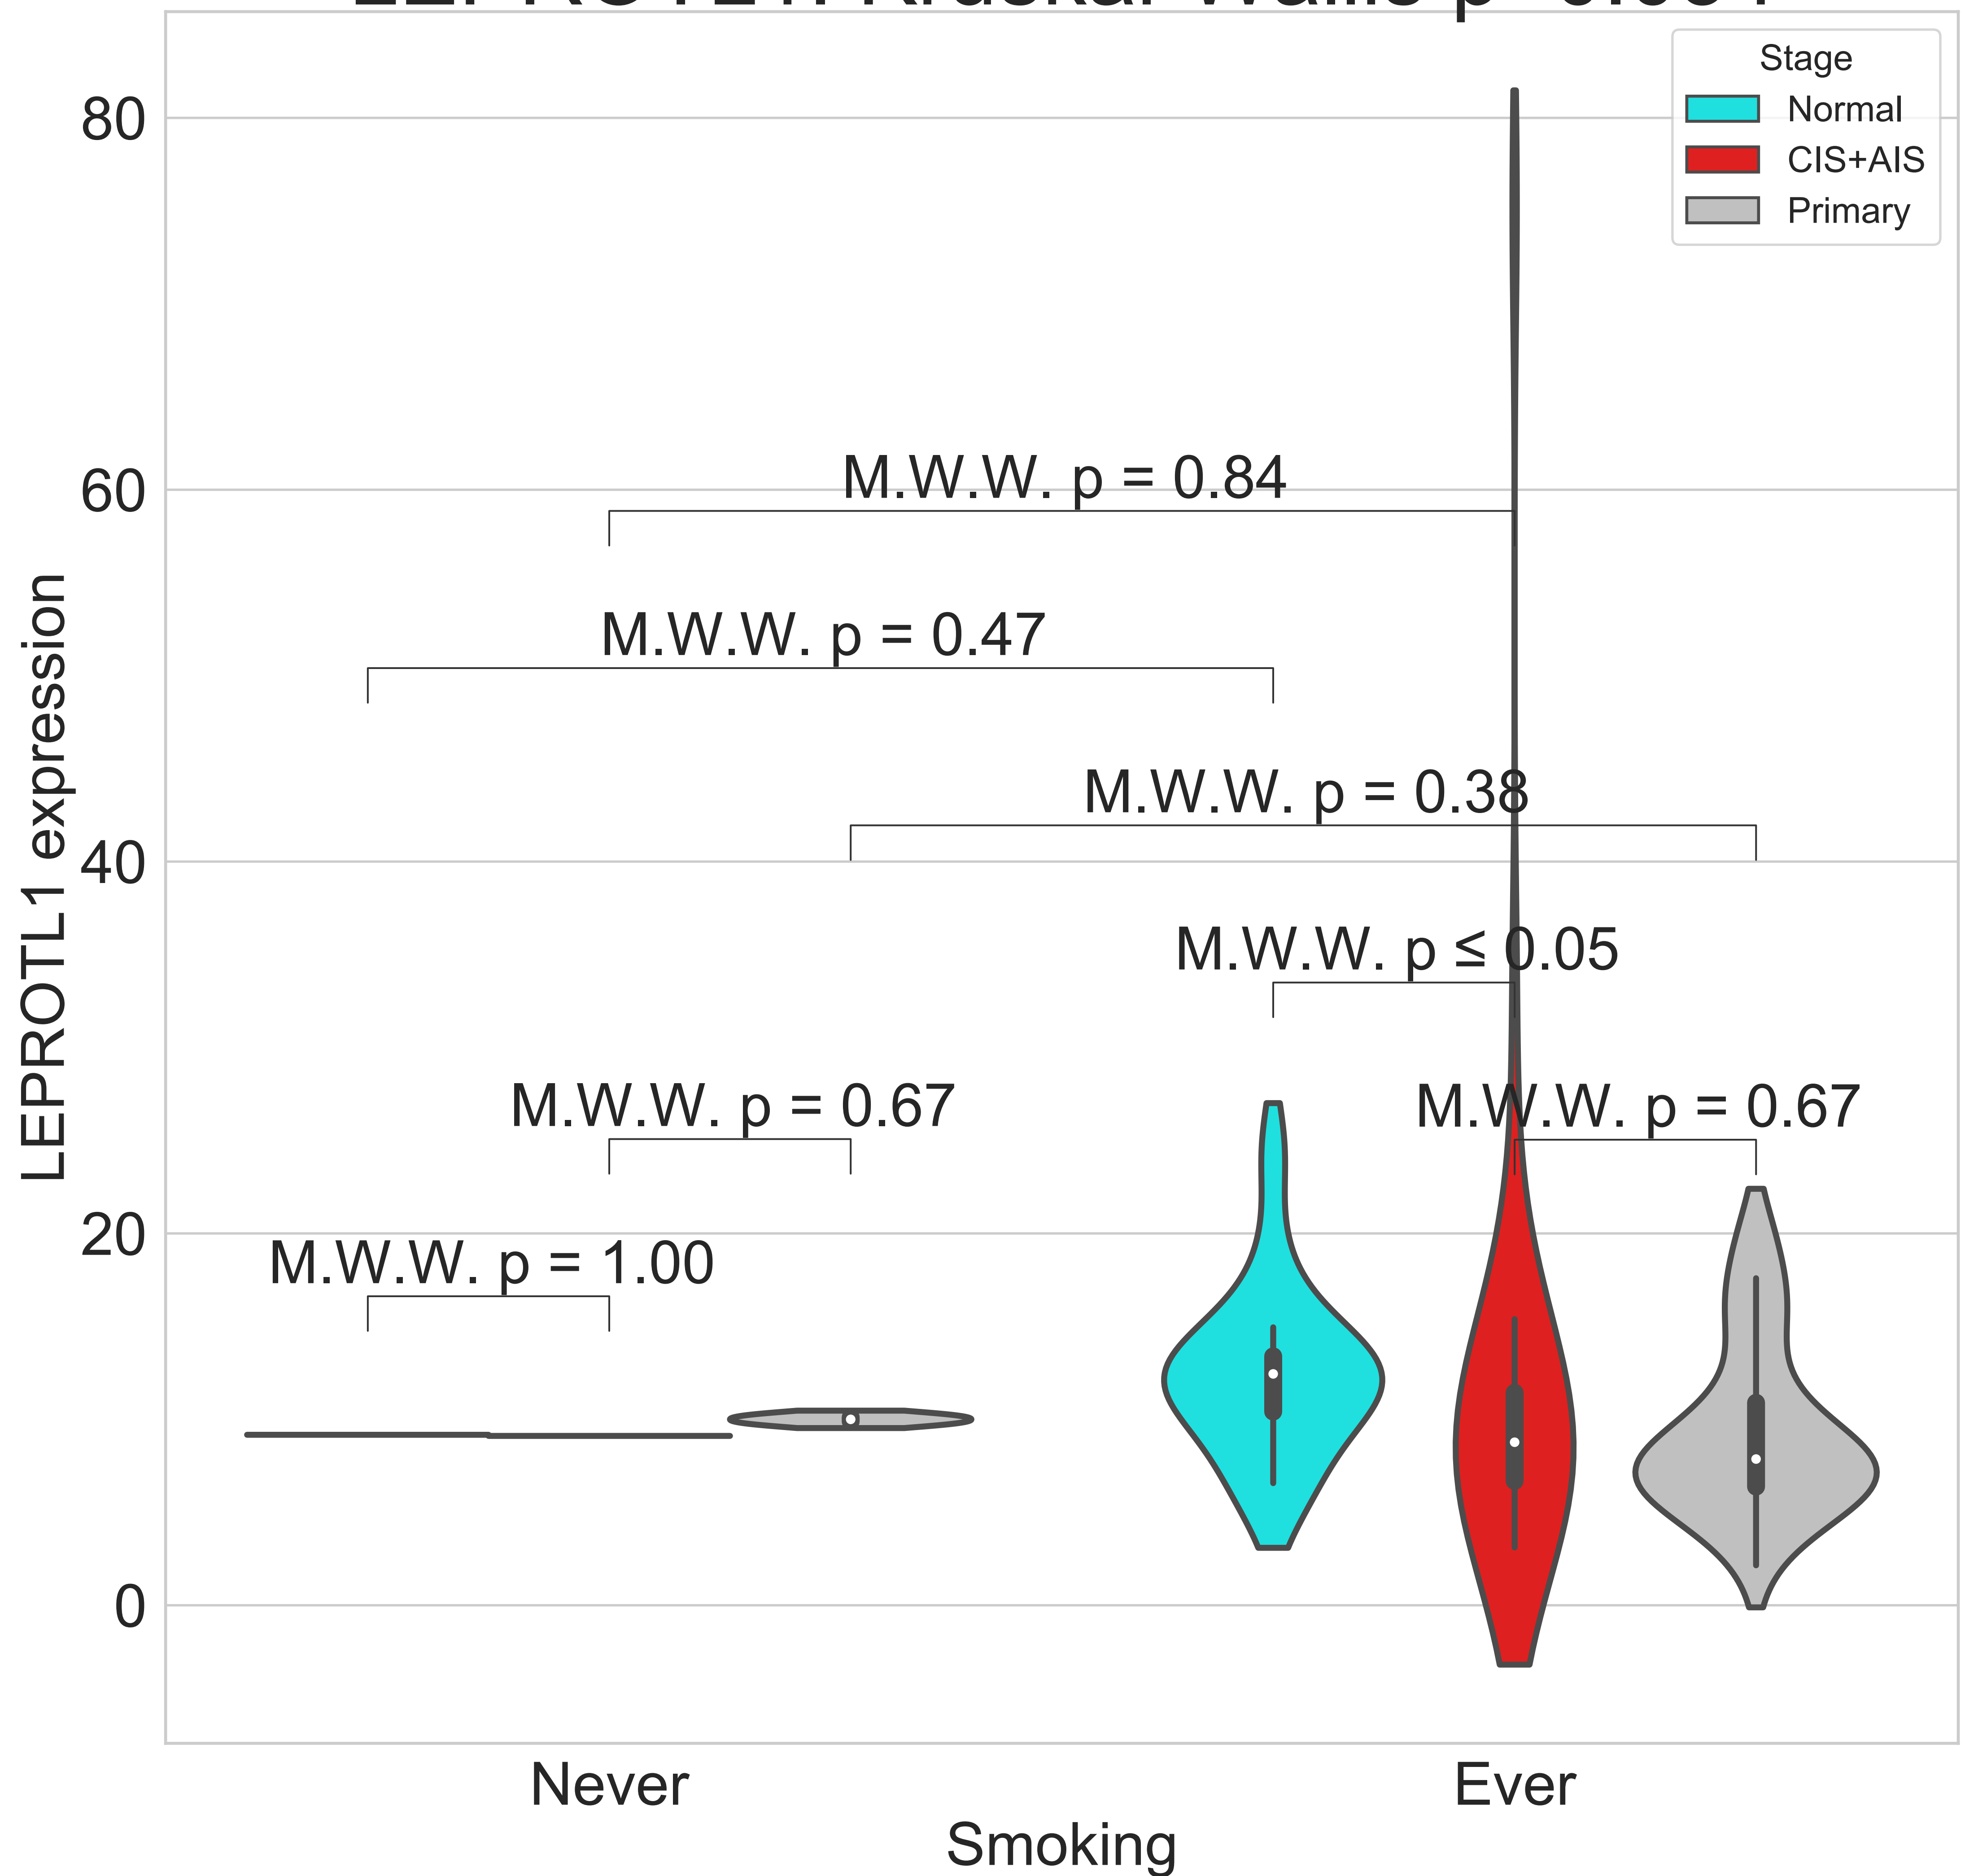 Stage
Normal
CIS+AIS
Primary
80
60
40
20
0
LEPROTL1 expression
M.W.W. p = 0.84
M.W.W. p = 0.47
M.W.W. p = 0.38
M.W.W. p ≤ 0.05
M.W.W. p = 0.67
M.W.W. p = 0.67
M.W.W. p = 1.00
Never
Ever
Smoking